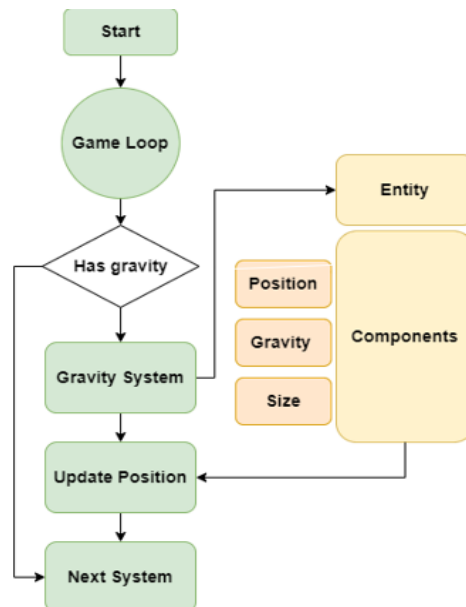 Start
Game Loop
Has gravity
Gravity System
Update Position
Next System
Entity
Position
Gravity
Size
Components